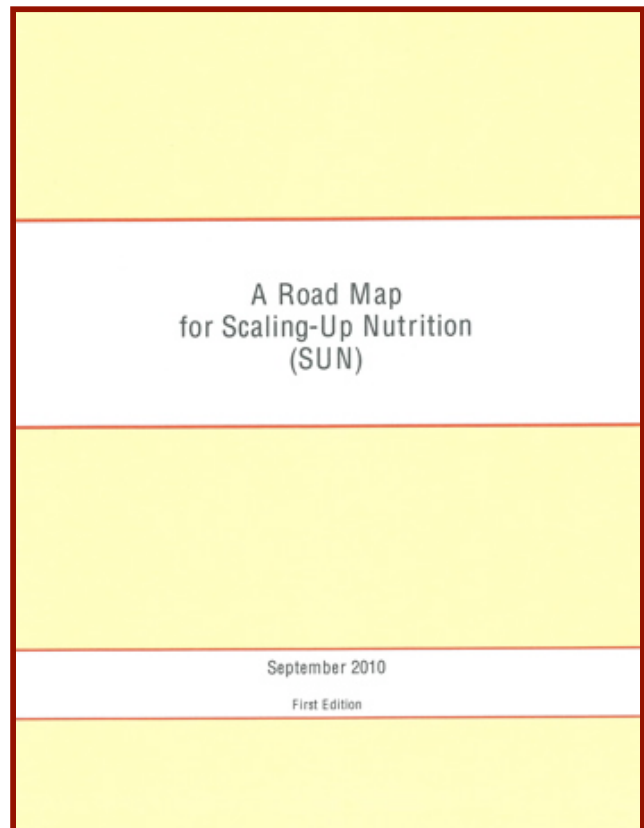 A Road Map
for Scaling-Up Nutrition
(SUN)
September 2010
First Edition